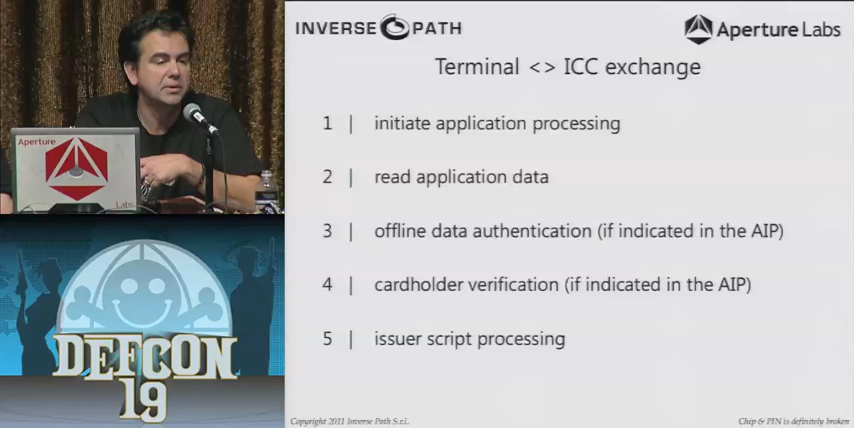 INVERSE PATH
Aperture Labs
Terminal <> ICC exchange
1 | initiate application processing
2 | read application data
3 | offline data authentication (if indicated in the AIP)
4 | cardholder verification (if indicated in the AIP)
5 | issuer script processing
Copyright 2011 Inverse Path S.r.l.
Chip & PIN is definitely broken
Aperture
Labs
DEFCON
19